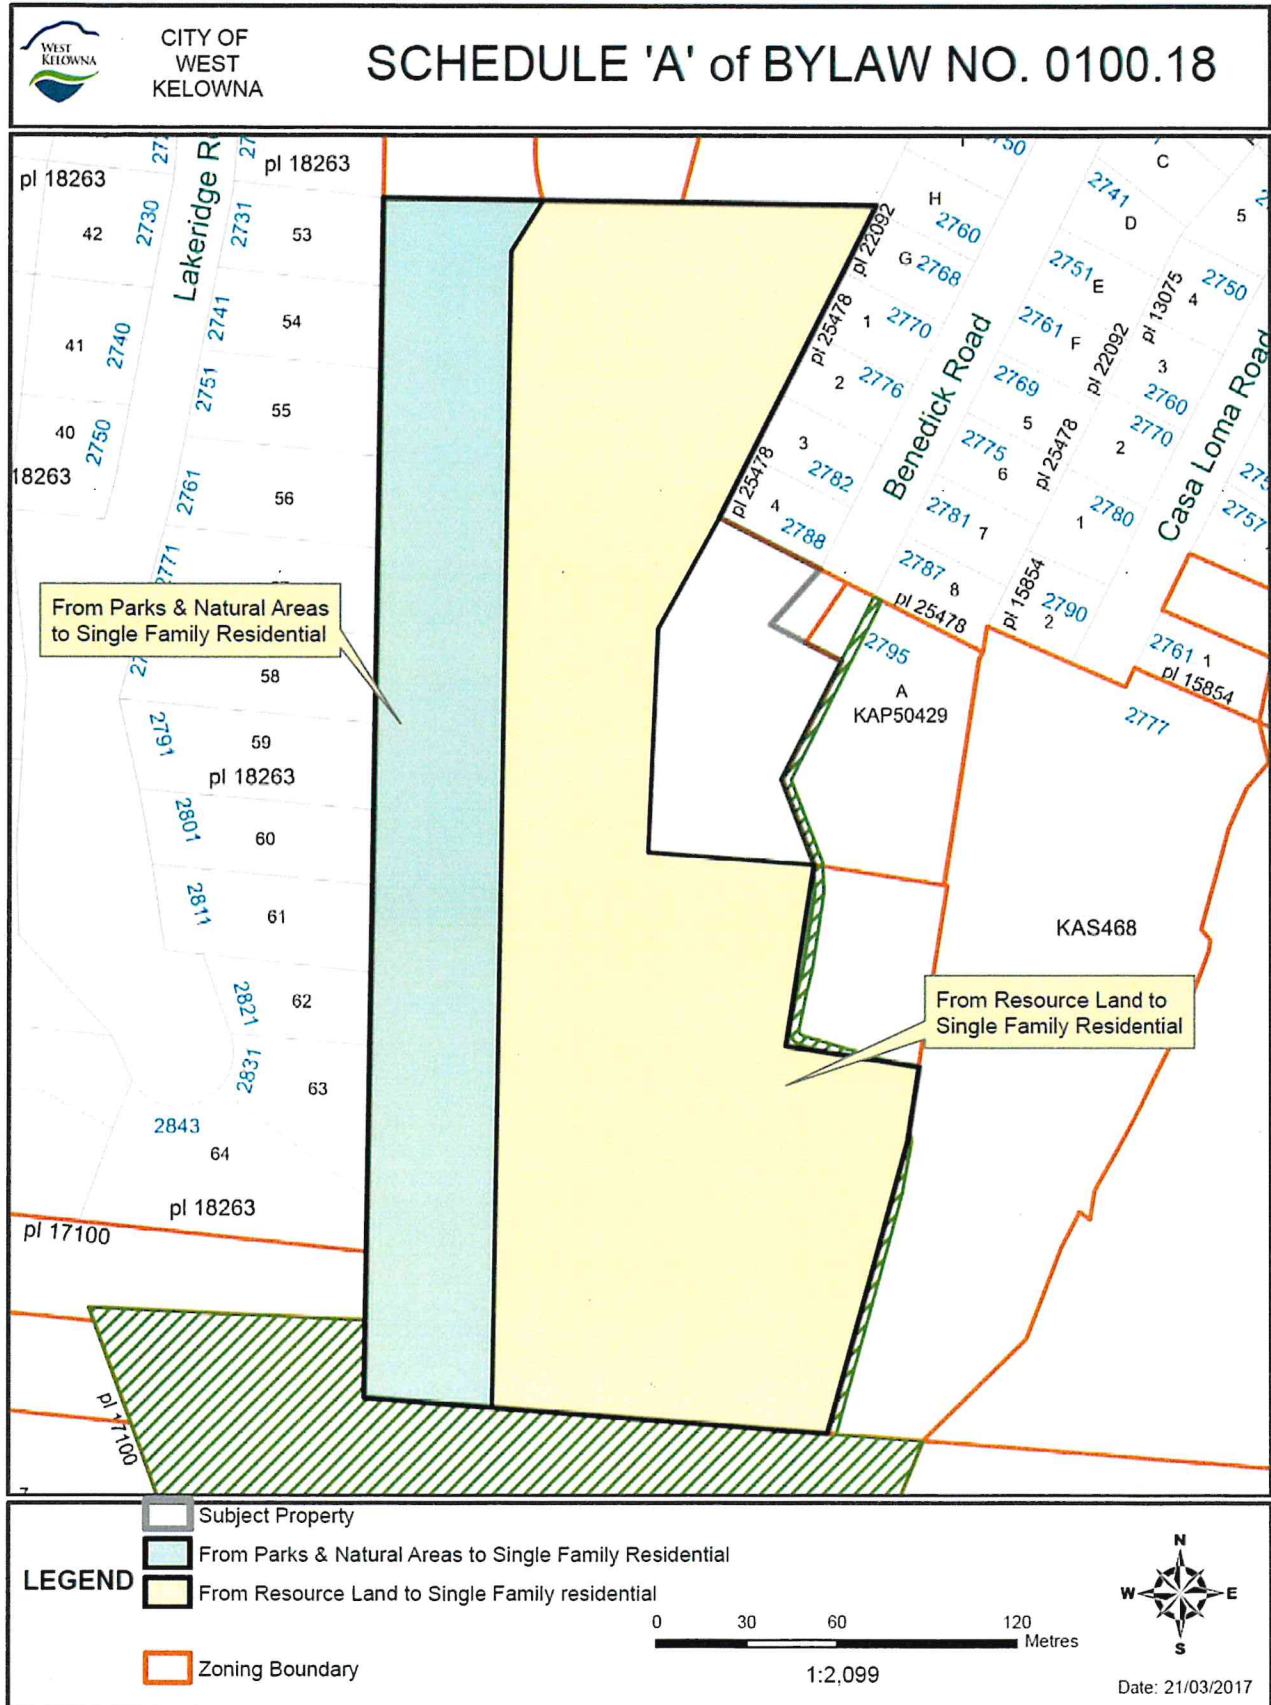 WEST
KELOWNA
CITY OF
WEST
KELOWNA
SCHEDULE 'A' of BYLAW NO. 0100.18
pl 18263
42
2730
41
2740
40
2750
18263
Lakeridge R
pl 18263
2731
53
2741
54
2751
55
2761
56
2771
From Parks & Natural Areas
to Single Family Residential
58
2791
59
pl 18263
2801
60
2811
61
2821
62
2831
63
2843
64
pl 18263
pl 17100
pl 17100
2750
H
2760
pl 22092
G
2768
pl 25478
1
2770
2
2776
3
2782
pl 25478
4
2788
Benedick Road
C
2741
D
2751
E
2761
F
2769
5
2775
6
2781
7
2787
8
pl 25478
pl 22092
pl 25478
pl 13075
5
2750
4
3
2760
2770
2
2780
1
pl 15854
2790
2
Casa Loma Road
2757
2761
1
pl 15854
2795
A
KAP50429
2777
KAS468
From Resource Land to
Single Family Residential
LEGEND
Subject Property
From Parks & Natural Areas to Single Family Residential
From Resource Land to Single Family residential
Zoning Boundary
0 30 60 120
Metres
1:2,099
N
W
E
S
Date: 21/03/2017